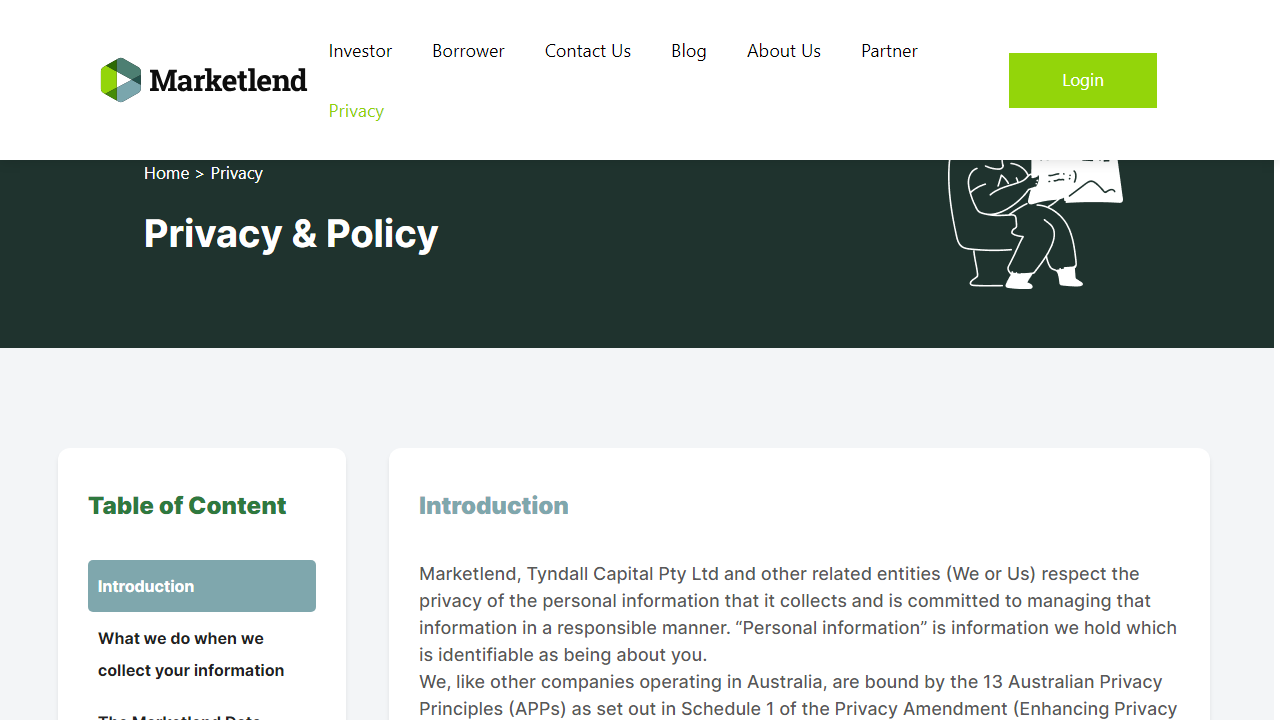 Marketlend
Investor
Borrower
Contact Us
Blog
About Us
Partner
Privacy
Login
Home > Privacy
Privacy & Policy
Table of Content
Introduction
What we do when we
collect your information
The Marketlend Data
Introduction
Marketlend, Tyndall Capital Pty Ltd and other related entities (We or Us) respect the
privacy of the personal information that it collects and is committed to managing that
information in a responsible manner. “Personal information” is information we hold which
is identifiable as being about you.
We, like other companies operating in Australia, are bound by the 13 Australian Privacy
Principles (APPs) as set out in Schedule 1 of the Privacy Amendment (Enhancing Privacy